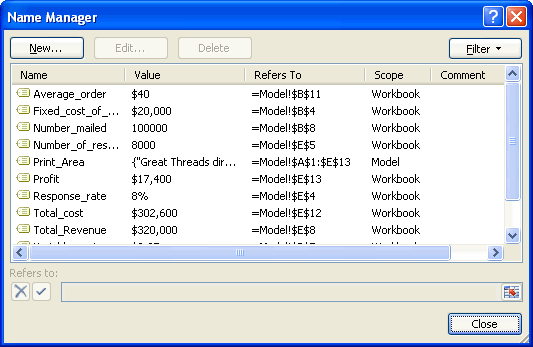 Name Manager
New... Edit... Delete Filter
Name Value Refers To Scope Comment
Average_order $40 =Model!$B$11 Workbook
Fixed_cost_of_... $20,000 =Model!$B$4 Workbook
Number_mailed 100000 =Model!$B$8 Workbook
Number_of_res... 8000 =Model!$E$5 Workbook
Print_Area {"Great Threads dir... =Model!$A$1:$E$13 Model
Profit $17,400 =Model!$E$13 Workbook
Response_rate 8% =Model!$E$4 Workbook
Total_cost $302,600 =Model!$E$12 Workbook
Total_Revenue $320,000 =Model!$E$8 Workbook
Refers to:
Close